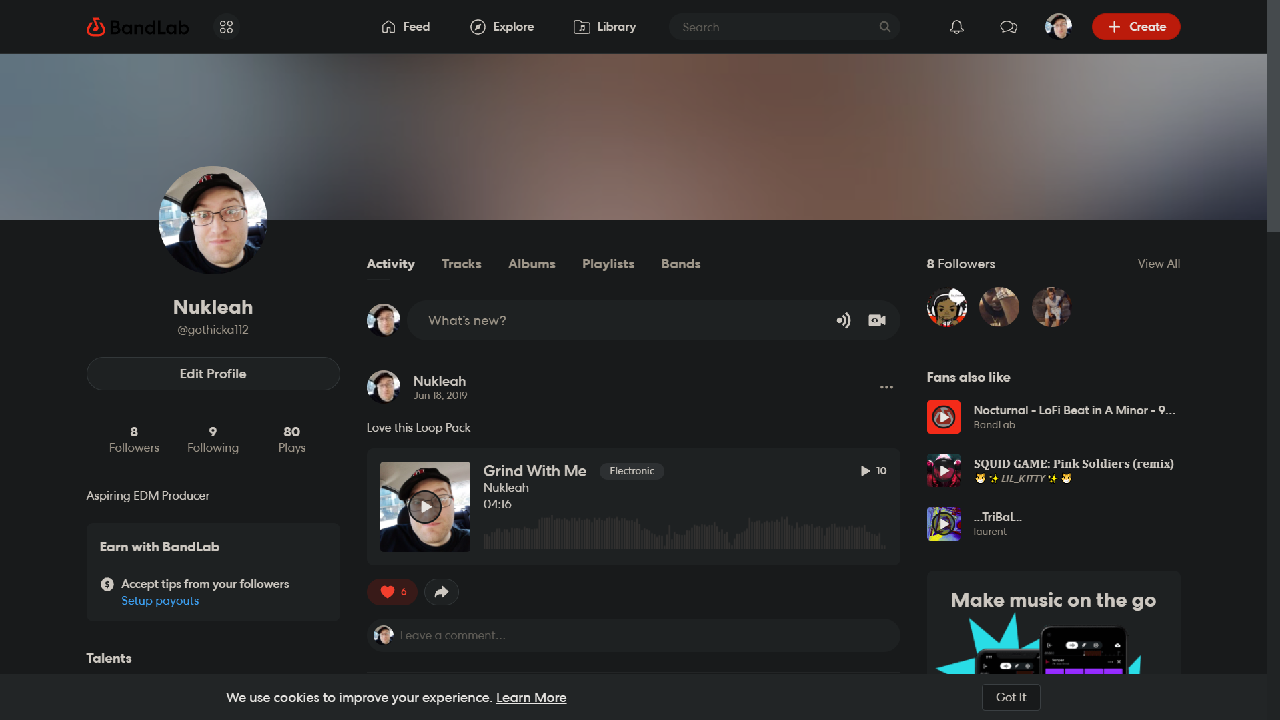 BandLab
Feed
Explore
Library
Search
Create
Nukleah
@gothicka112
Edit Profile
8
Followers
9
Following
80
Plays
Aspiring EDM Producer
Earn with BandLab
Accept tips from your followers
Setup payouts
Talents
Activity
Tracks
Albums
Playlists
Bands
What's new?
Nukleah
Jun 18, 2019
Love this Loop Pack
Grind With Me
Electronic
10
Nukleah
04:16
6
Leave a comment...
8 Followers
View All
Fans also like
Nocturnal - LoFi Beat in A Minor - 9...
BandLab
SQUID GAME: Pink Soldiers (remix)
🐯 ✨ LIL_KITTY ✨ 🐯
...TriBaL...
laurent
Make music on the go
We use cookies to improve your experience. Learn More
Got It